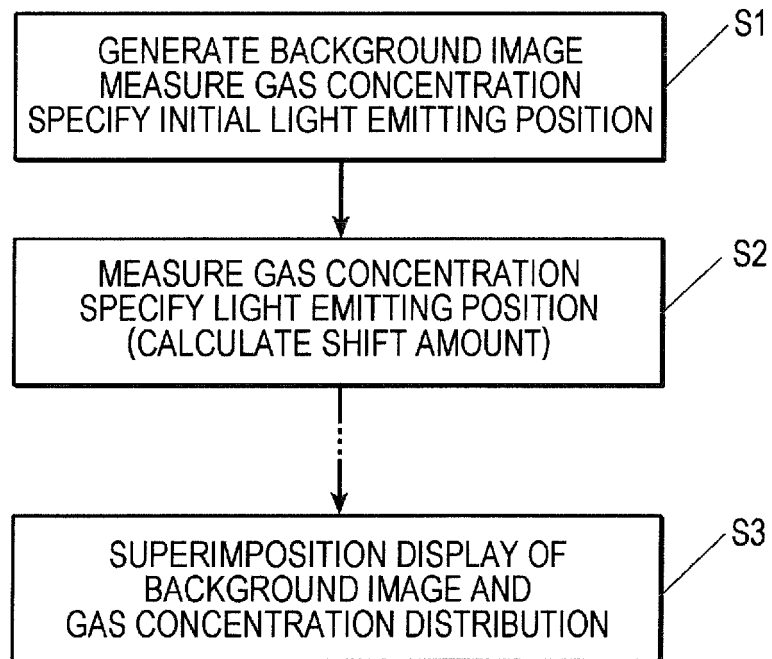 S1
GENERATE BACKGROUND IMAGE
MEASURE GAS CONCENTRATION
SPECIFY INITIAL LIGHT EMITTING POSITION
S2
MEASURE GAS CONCENTRATION
SPECIFY LIGHT EMITTING POSITION
(CALCULATE SHIFT AMOUNT)
S3
SUPERIMPOSITION DISPLAY OF
BACKGROUND IMAGE AND
GAS CONCENTRATION DISTRIBUTION